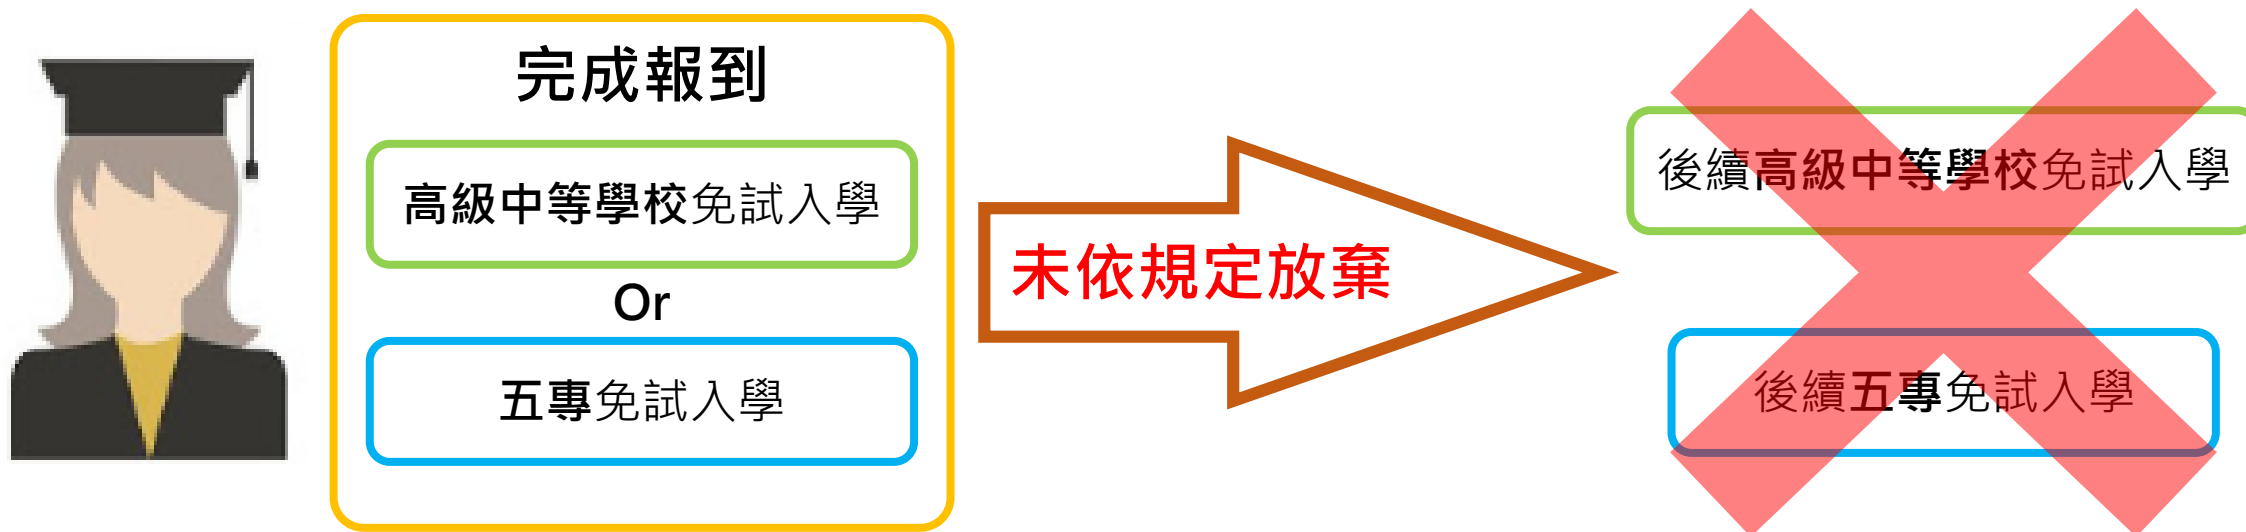 完成報到
高級中等學校免試入學
Or
五專免試入學
未依規定放棄
後續高級中等學校免試入學
後續五專免試入學